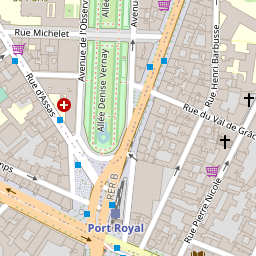 Rue Michelet
Avenue de l'Observ
Allée
Allée Denise Vernay
Rue d'Assas
Rue Henri Barbusse
Rue du Val de Grâc
RER B
Port Royal
Rue Pierre Nicole
mps